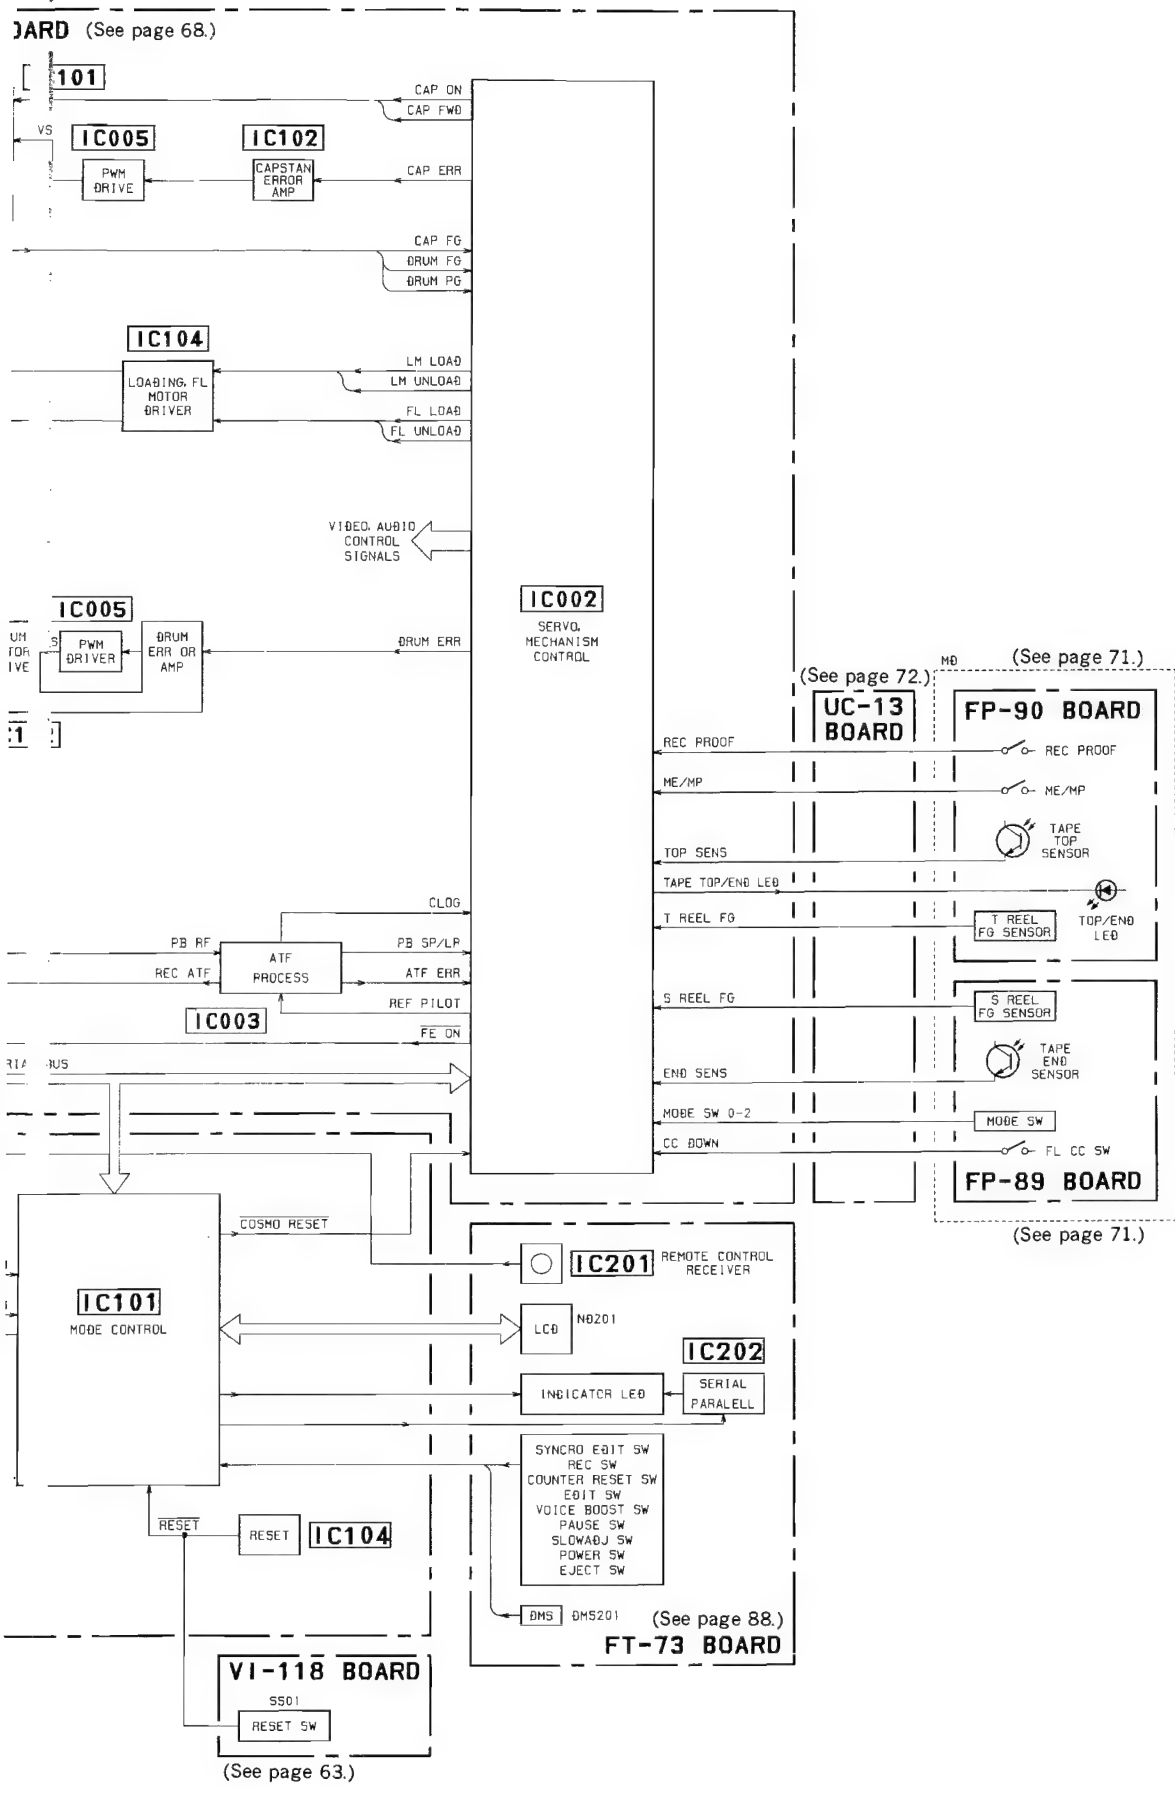 (See page 68.)
101
CAP ON
CAP FWD
VS
IC005
IC102
PWM
DRIVE
CAPSTAN
ERROR
AMP
CAP ERR
CAP FG
DRUM FG
DRUM PG
IC104
LOADING, FL
MOTOR
DRIVER
LM LOAD
LM UNLOAD
FL LOAD
FL UNLOAD
VIDEO, AUDIO
CONTROL
SIGNALS
IC002
SERVO,
MECHANISM
CONTROL
IC005
PWM
DRIVER
DRUM
ERR OR
AMP
DRUM ERR
MD
(See page 71.)
(See page 72.)
UC-13
BOARD
FP-90 BOARD
REC PROOF
REC PROOF
ME/MP
ME/MP
TAPE
TOP
SENSOR
TOP SENS
TAPE TOP/END LED
T REEL FG
T REEL
FG SENSOR
TOP/END
LED
CLOG
PB RF
REC ATF
ATF
PROCESS
PB SP/LP
ATF ERR
REF PILOT
IC003
FE ON
BUS
S REEL FG
S REEL
FG SENSOR
TAPE
END
SENSOR
END SENS
MODE SW 0-2
MODE SW
CC DOWN
FL CC SW
FP-89 BOARD
(See page 71.)
COSMO RESET
IC101
MODE CONTROL
IC201
REMOTE CONTROL
RECEIVER
LCD
ND201
IC202
INDICATOR LED
SERIAL
PARALELL
SYNCRO EDIT SW
REC SW
COUNTER RESET SW
EDIT SW
VOICE BOOST SW
PAUSE SW
SLOWADJ SW
POWER SW
EJECT SW
RESET
RESET
IC104
DMS
DMS201
(See page 88.)
FT-73 BOARD
VI-118 BOARD
S501
RESET SW
(See page 63.)